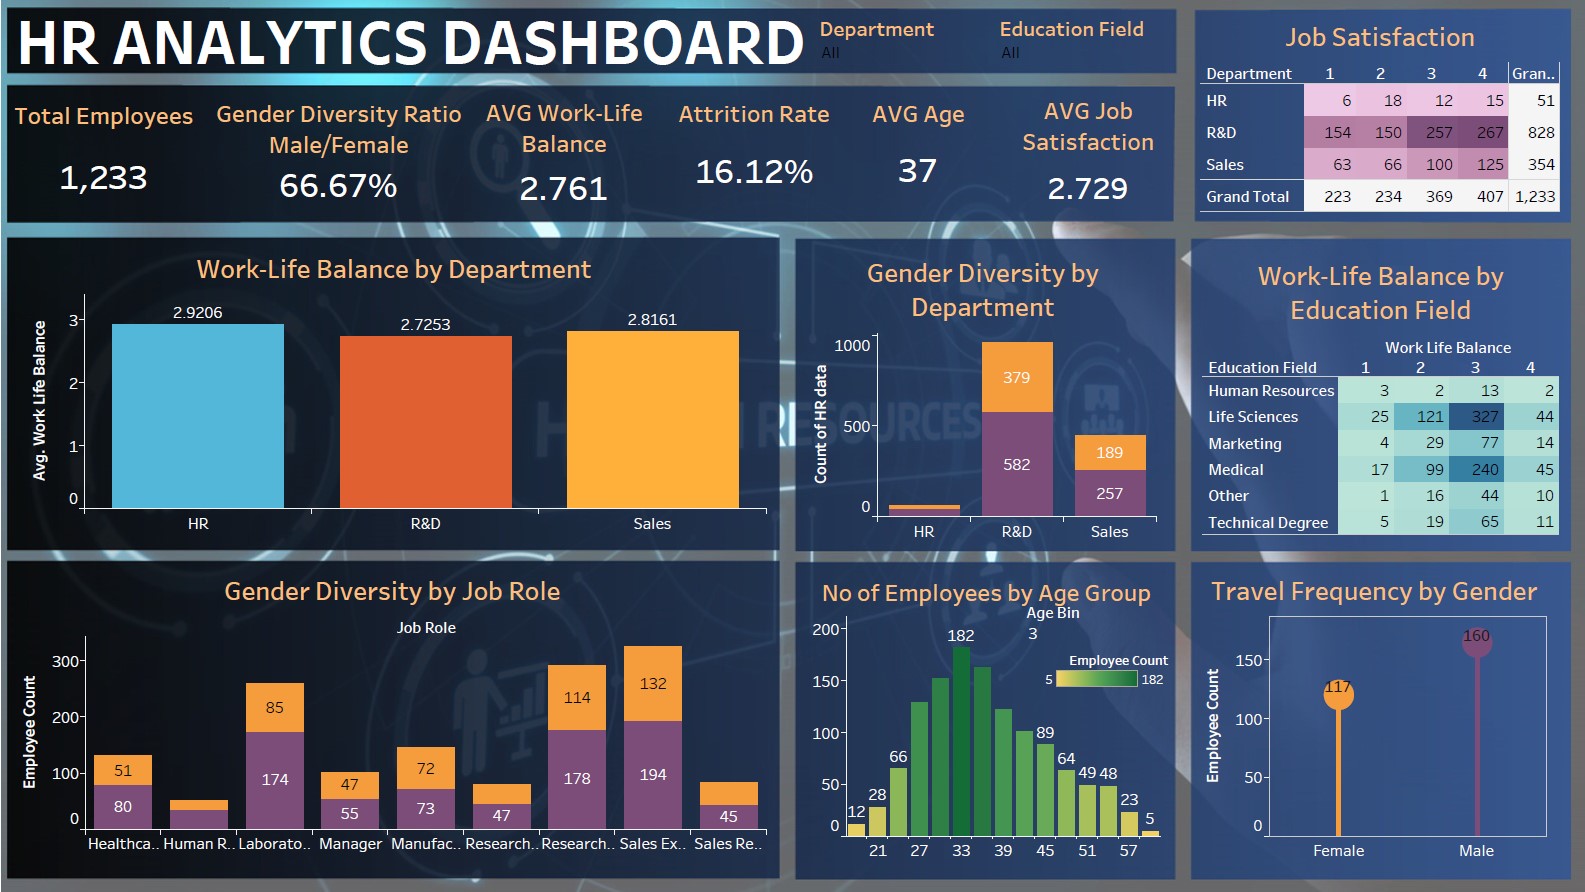 HR ANALYTICS DASHBOARD
Department
All
Education Field
All
Total Employees
1,233
Gender Diversity Ratio
Male/Female
66.67%
AVG Work-Life
Balance
2.761
Attrition Rate
16.12%
AVG Age
37
AVG Job
Satisfaction
2.729
Job Satisfaction
Department 1 2 3 4 Gran..
HR 6 18 12 15 51
R&D 154 150 257 267 828
Sales 63 66 100 125 354
Grand Total 223 234 369 407 1,233
Work-Life Balance by Department
Avg. Work Life Balance
3
2
1
0
2.9206
2.7253
2.8161
HR R&D Sales
Gender Diversity by
Department
Count of HR data
1000
500
0
379
582
189
257
HR R&D Sales
Work-Life Balance by
Education Field
Work Life Balance
Education Field 1 2 3 4
Human Resources 3 2 13 2
Life Sciences 25 121 327 44
Marketing 4 29 77 14
Medical 17 99 240 45
Other 1 16 44 10
Technical Degree 5 19 65 11
Gender Diversity by Job Role
Job Role
Employee Count
300
200
100
0
51
80
85
174
47
55
72
73
47
114
178
132
194
45
Healthca.. Human R.. Laborato.. Manager Manufac.. Research.. Research.. Sales Ex.. Sales Re..
No of Employees by Age Group
Age Bin
3
Employee Count
5 182
200
150
100
50
0
12 28 66 182 89 64 49 48 23 5
21 27 33 39 45 51 57
Travel Frequency by Gender
Employee Count
150
100
50
0
117
160
Female Male